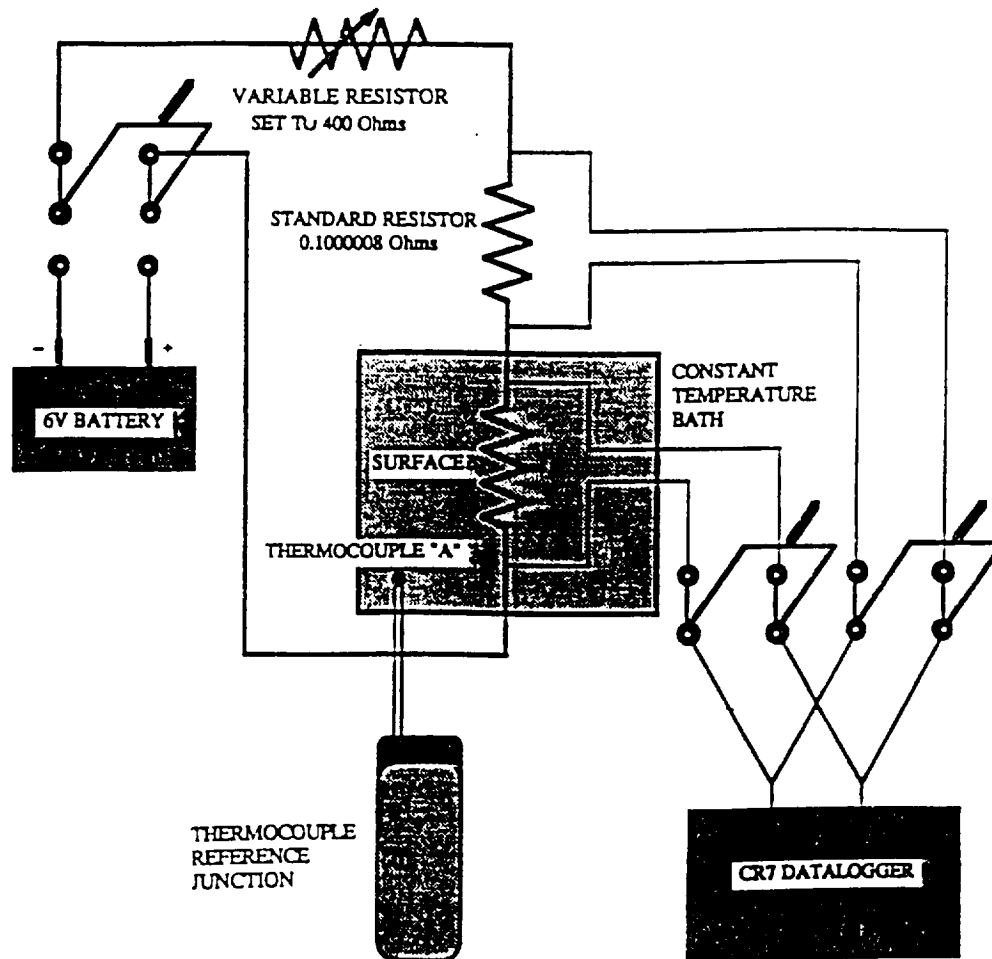 VARIABLE RESISTOR
SET TO 400 Ohms
STANDARD RESISTOR
0.1000008 Ohms
- +
6V BATTERY
CONSTANT
TEMPERATURE
BATH
SURFACE
THERMOCOUPLE "A"
THERMOCOUPLE
REFERENCE
JUNCTION
CR7 DATALOGGER